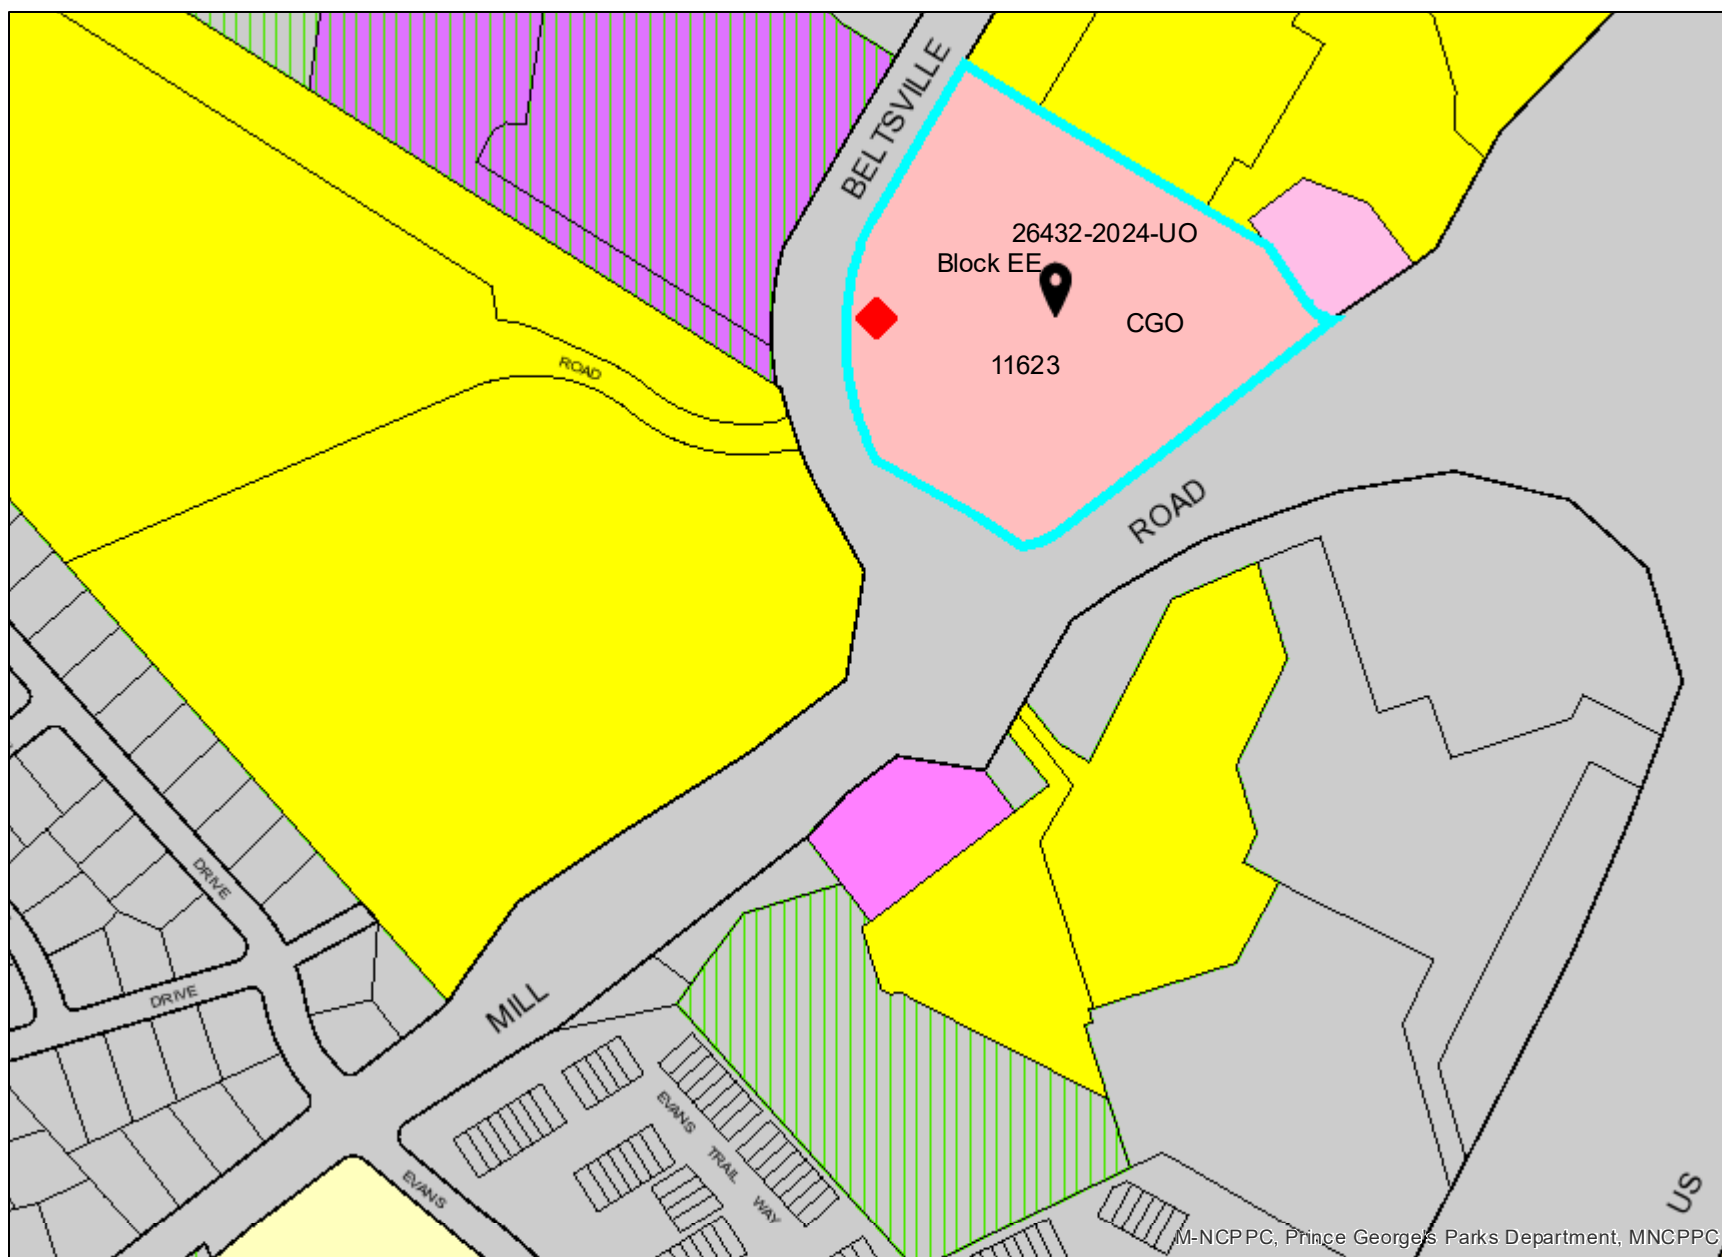 BELTSVILLE
26432-2024-UO
Block EE
CGO
11623
ROAD
ROAD
DRIVE
DRIVE
MILL
EVANS
TRAIL
WAY
EVANS
US
M-NCPPC, Prince George's Parks Department, MNCPPC